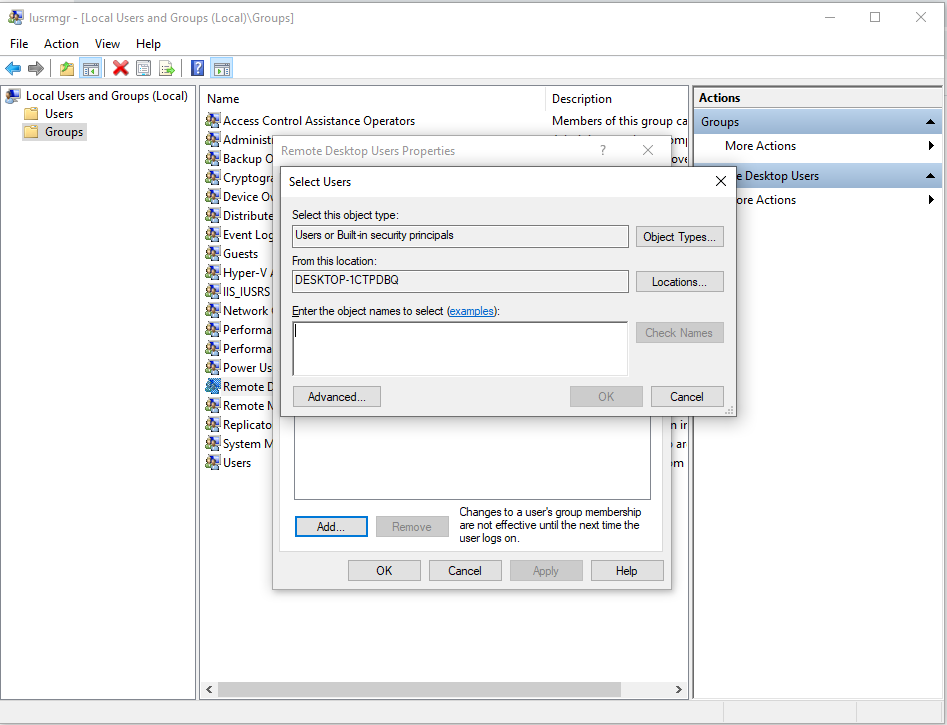 lusrmgr - [Local Users and Groups (Local)\Groups]
File Action View Help
Local Users and Groups (Local)
Users
Groups
Name Description
Access Control Assistance Operators Members of this group ca
Administ
Backup O
Cryptogra
Device Ow
Distribute
Event Log
Guests
Hyper-V A
IIS_IUSRS
Network
Performa
Performa
Power Us
Remote D
Remote M
Replicato
System M
Users
Remote Desktop Users Properties ?
Select Users
Select this object type:
Users or Built-in security principals Object Types...
From this location:
DESKTOP-1CTPDBQ Locations...
Enter the object names to select (examples):
Check Names
Advanced... OK Cancel
Add... Remove
Changes to a user's group membership
are not effective until the next time the
user logs on.
OK Cancel Apply Help
Actions
Groups
More Actions
e Desktop Users
ore Actions